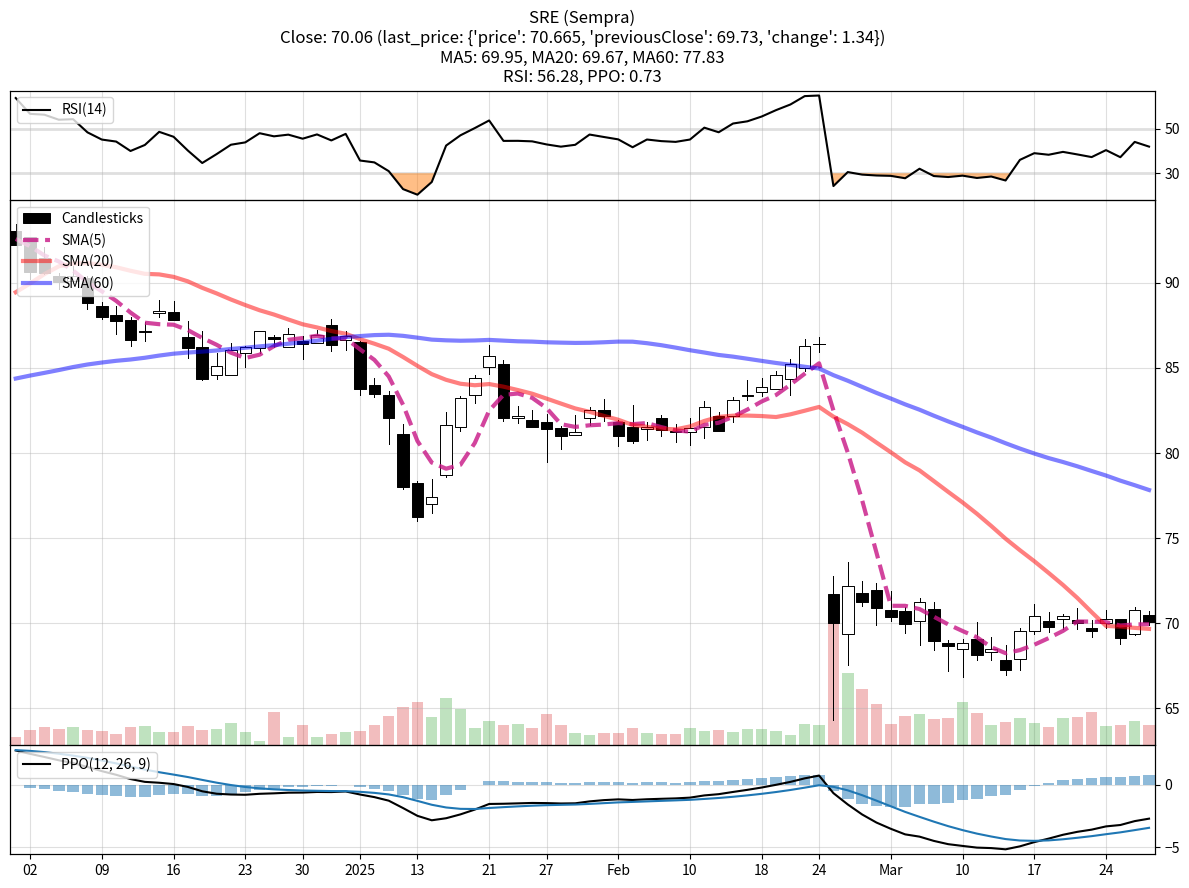 SRE (Sempra)
Close: 70.06 (last_price: {'price': 70.665, 'previousClose': 69.73, 'change': 1.34})
MA5: 69.95, MA20: 69.67, MA60: 77.83
RSI: 56.28, PPO: 0.73
RSI(14)
50
30
Candlesticks
SMA(5)
SMA(20)
SMA(60)
90
85
80
75
70
65
PPO(12, 26, 9)
0
−5
02 09 16 23 30 2025 13 21 27 Feb 10 18 24 Mar 10 17 24